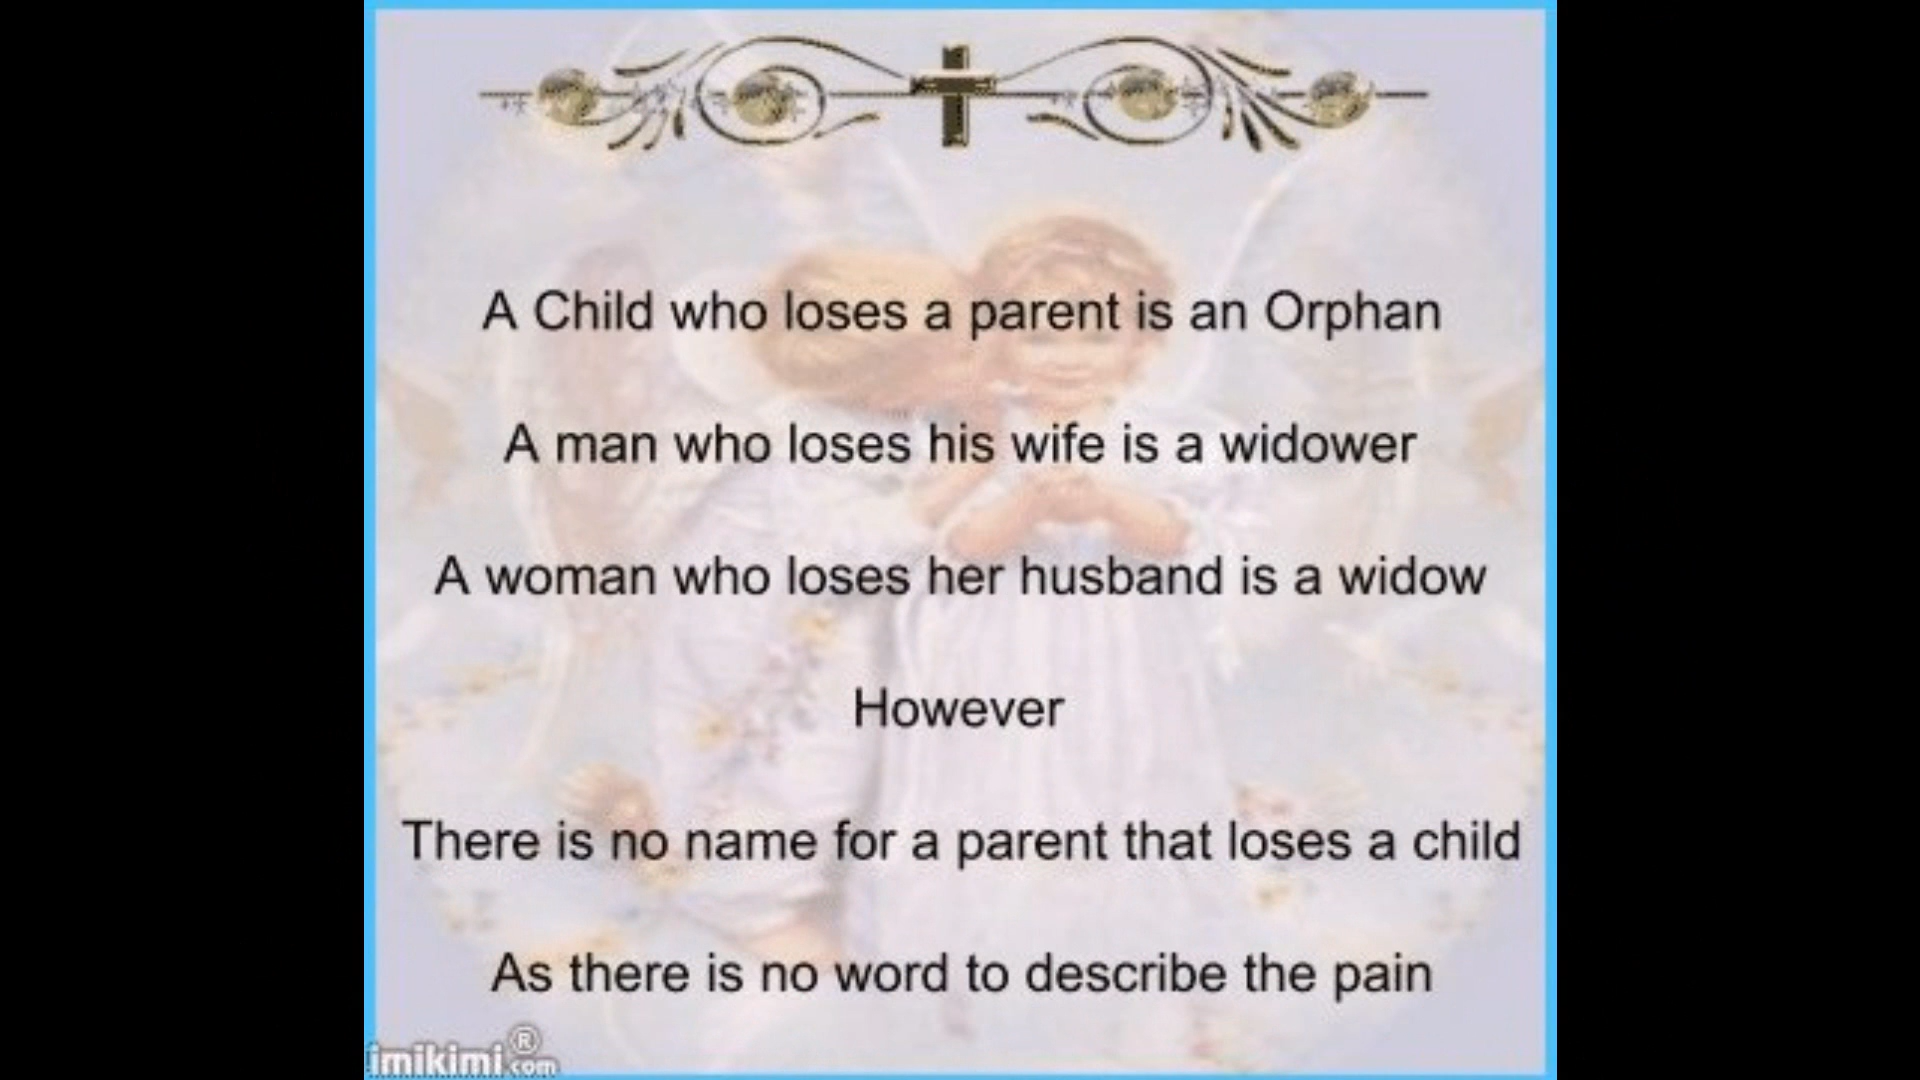 A Child who loses a parent is an Orphan
A man who loses his wife is a widower
A woman who loses her husband is a widow
However
There is no name for a parent that loses a child
As there is no word to describe the pain
imikimi®.com